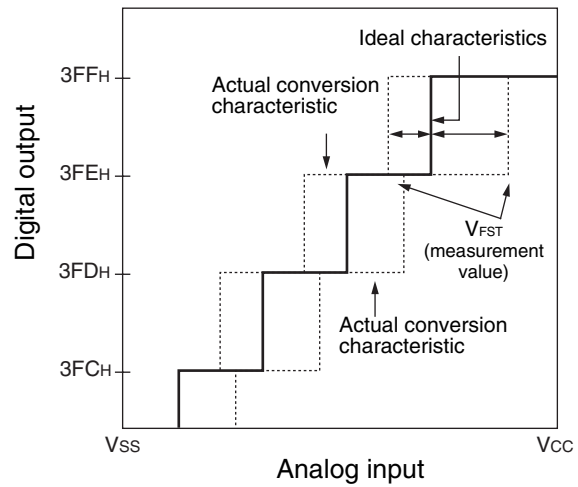 Ideal characteristics
Actual conversion
characteristic
3FFH
3FEH
3FDH
3FCH
Digital output
VFST
(measurement
value)
Actual conversion
characteristic
VSS
VCC
Analog input